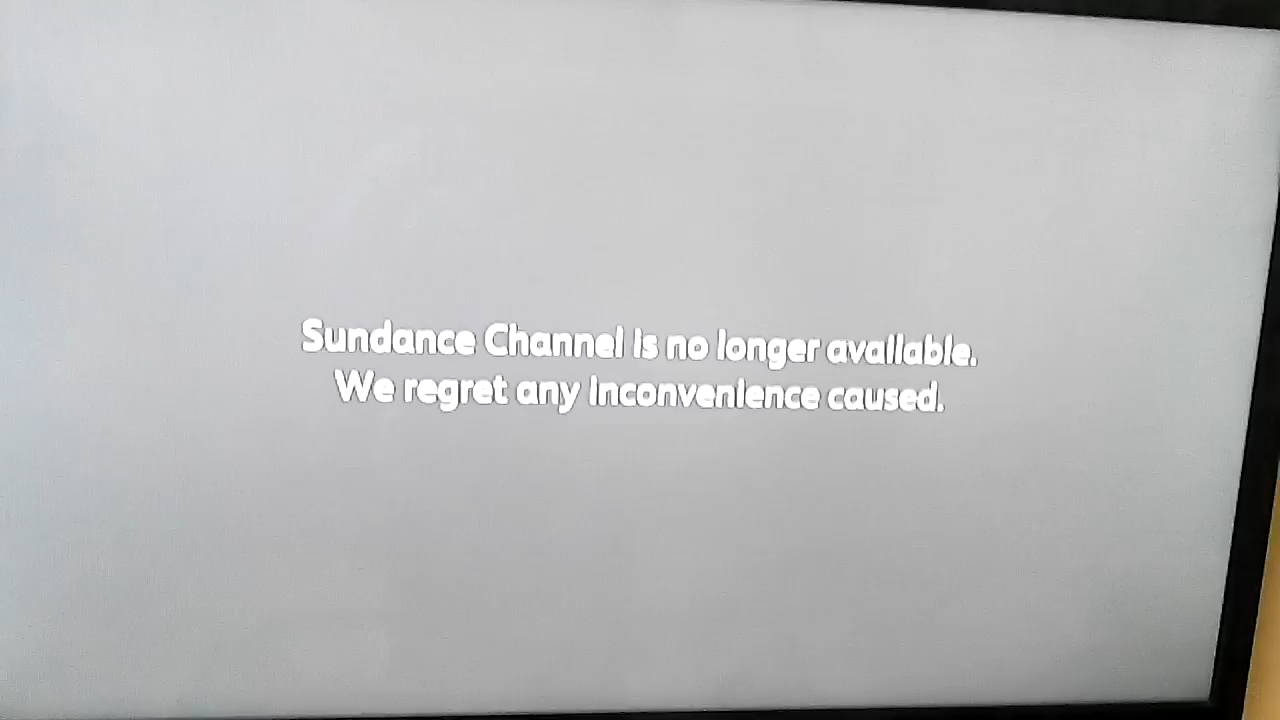 Sundance Channel is no longer available.
We regret any inconvenience caused.